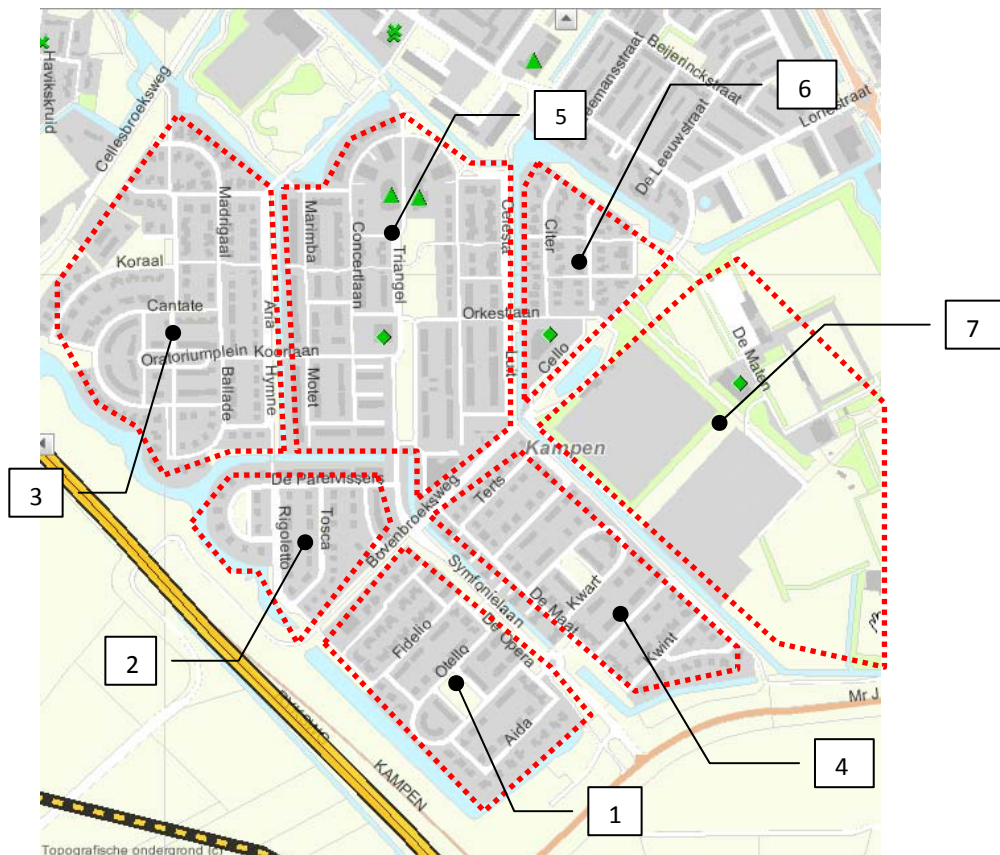 Havikskruid
Cellesbroeksweg
Beijerinckstraat
De Leeuwstraat
6
5
Madrigaal
Marimba
Concertlaan
Triangel
Celesta
Citer
Koraal
Cantate
Aria
Orkestlaan
Oratoriumplein
Koorlaan
Luit
Cello
De Maten
7
Ballade
Hymne
Motet
Kampen
3
De Parelvissers
Rigoletto
Tosca
Bovenbroeksweg
Terts
Symfonielaan
De Maat
Kwart
Kwint
2
Fidelio
Otello
De Opera
Aida
Mr J
4
KAMPEN
1
Topografische ondergrond (c)